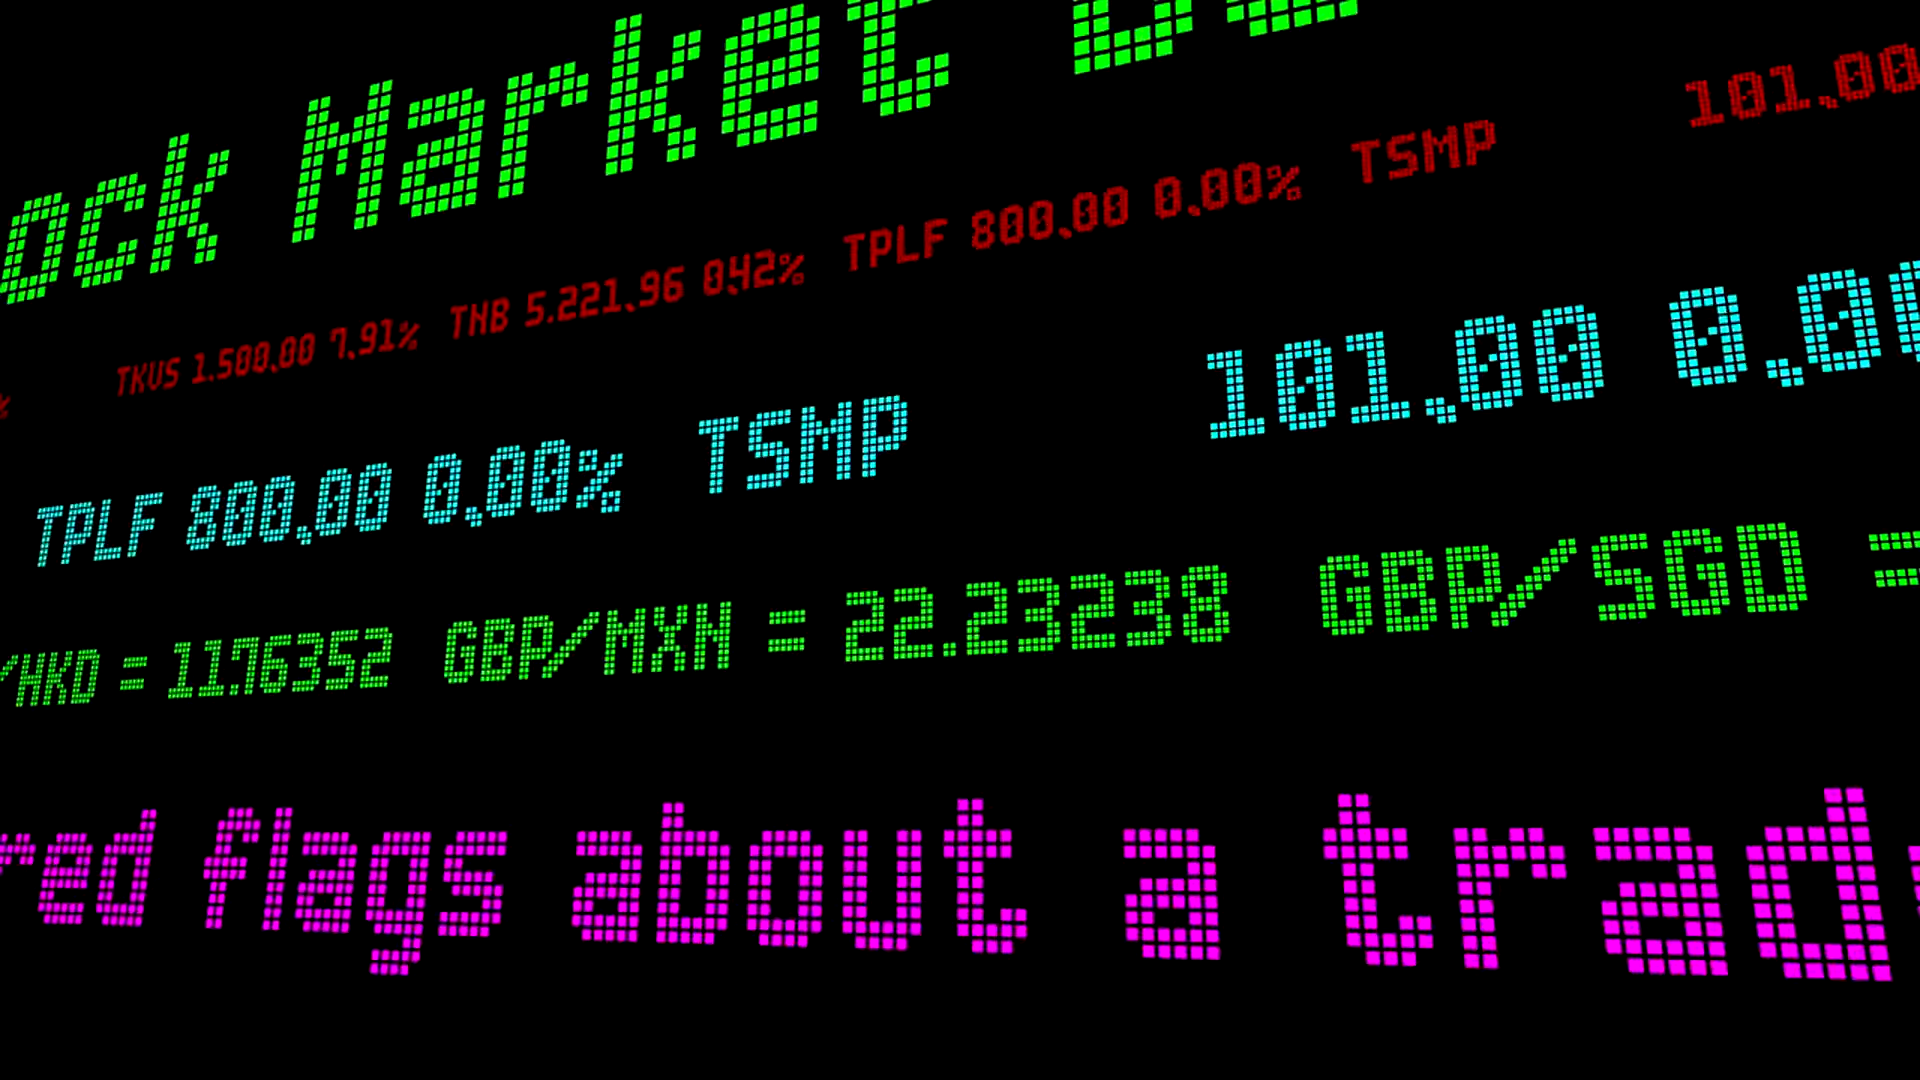 ock Market
% TKUS 1.500,00 7,91% THB 5.221,96 0,42% TPLF 800,00 0,00% TSMP 101,00
TPLF 800,00 0,00% TSMP 101,00 0,00
/HKD = 11.76352 GBP/MXN = 22.23238 GBP/SGD =
red flags about a trad